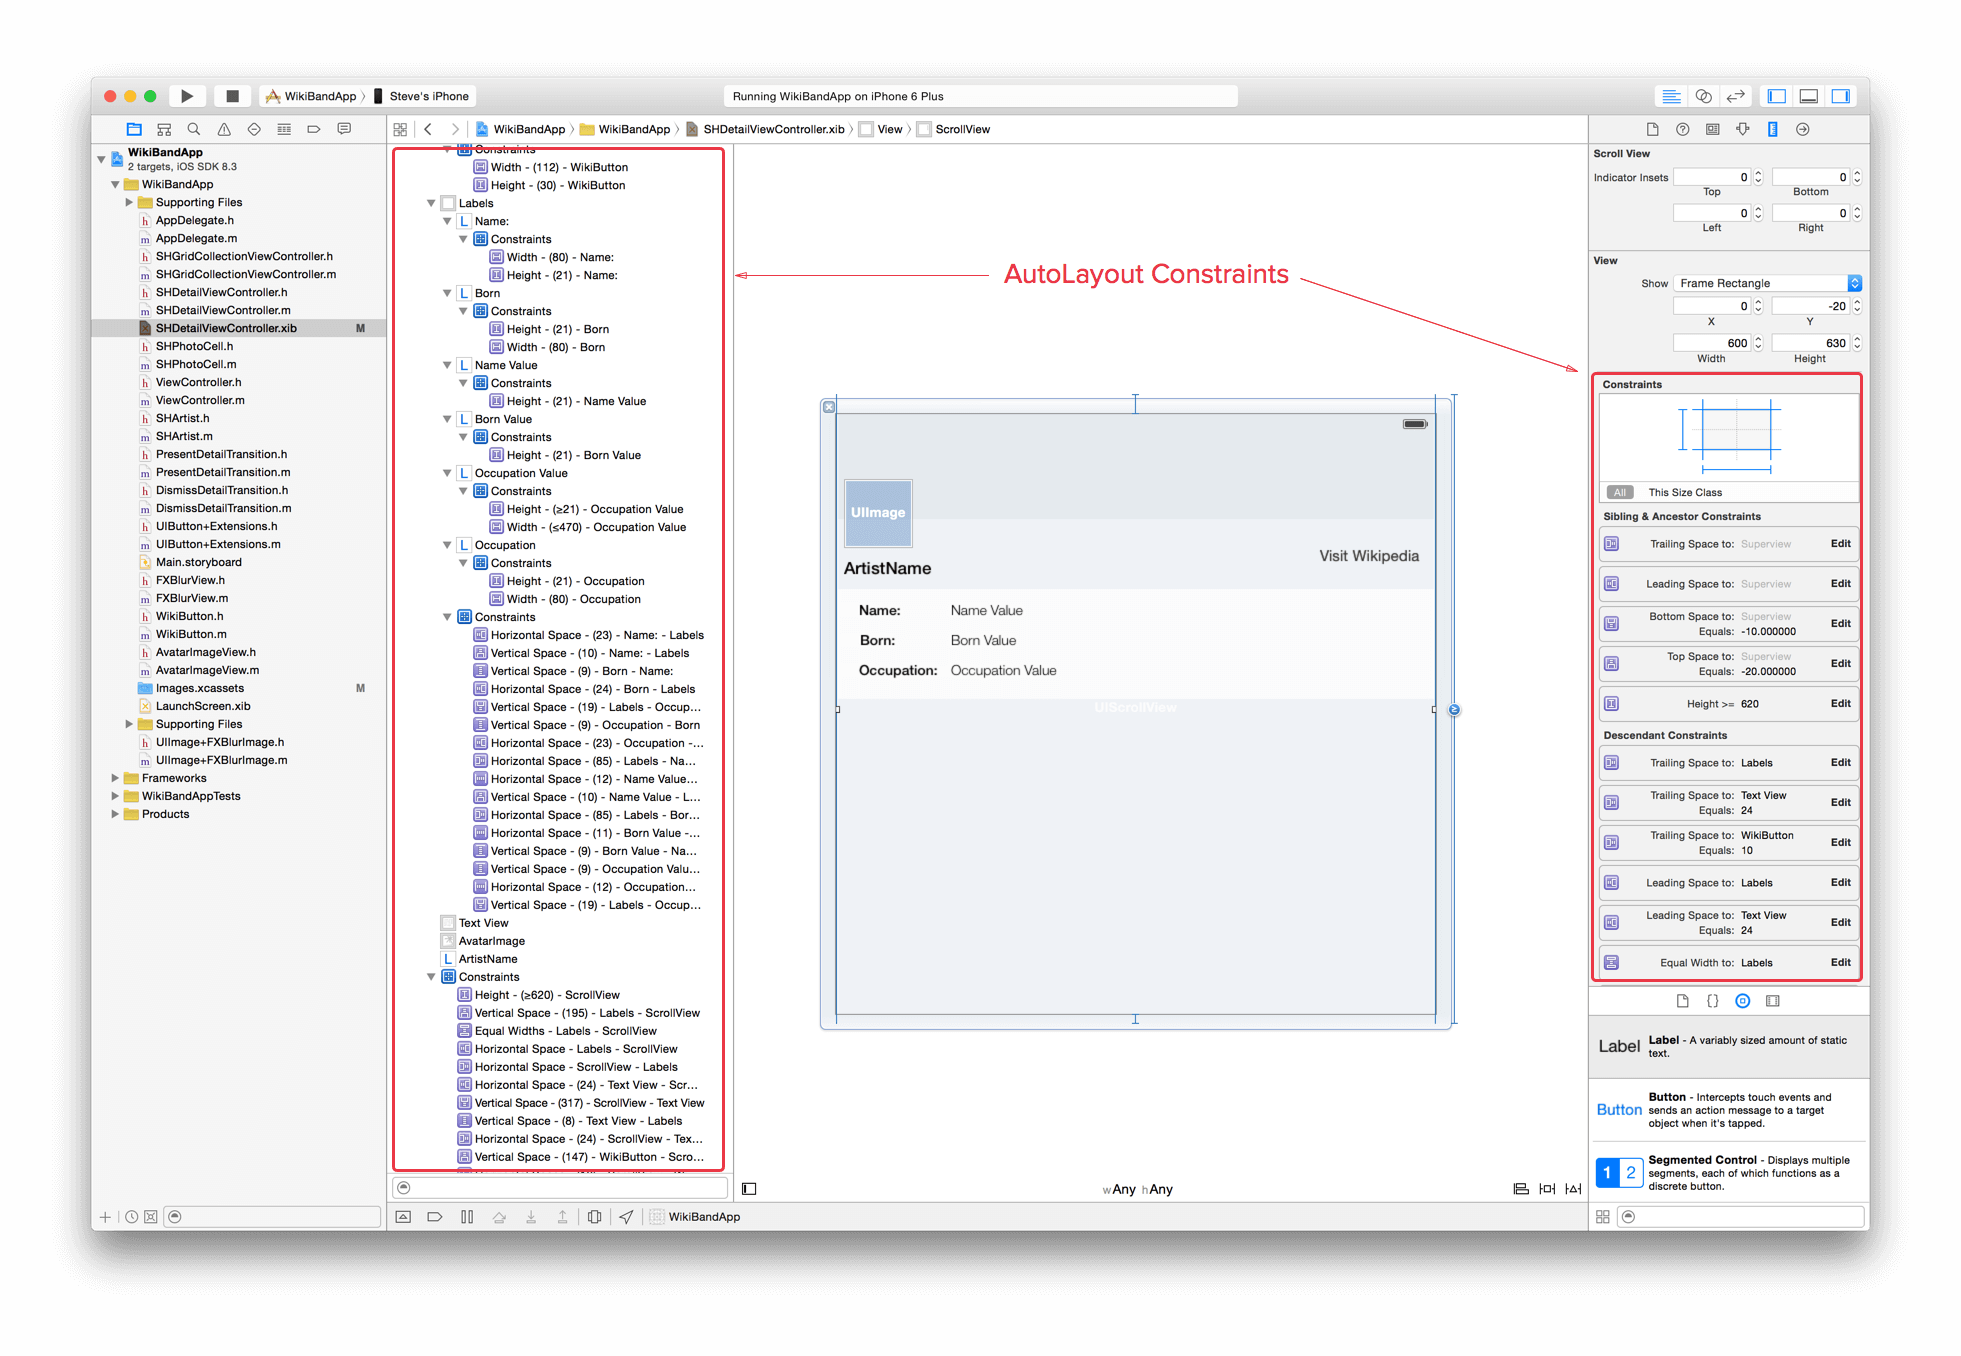 WikiBandApp
Steve's iPhone
Running WikiBandApp on iPhone 6 Plus
WikiBandApp
WikiBandApp
SHDetailViewController.xib
View
ScrollView
WikiBandApp
2 targets, iOS SDK 8.3
WikiBandApp
Supporting Files
h AppDelegate.h
m AppDelegate.m
h SHGridCollectionViewController.h
m SHGridCollectionViewController.m
h SHDetailViewController.h
m SHDetailViewController.m
SHDetailViewController.xib M
h SHPhotoCell.h
m SHPhotoCell.m
h ViewController.h
m ViewController.m
h SHArtist.h
m SHArtist.m
h PresentDetailTransition.h
m PresentDetailTransition.m
h DismissDetailTransition.h
m DismissDetailTransition.m
h UIButton+Extensions.h
m UIButton+Extensions.m
Main.storyboard
h FXBlurView.h
m FXBlurView.m
h WikiButton.h
m WikiButton.m
h AvatarImageView.h
m AvatarImageView.m
Images.xcassets M
LaunchScreen.xib
Supporting Files
h UIImage+FXBlurImage.h
m UIImage+FXBlurImage.m
Frameworks
WikiBandAppTests
Products
Constraints
Width - (112) - WikiButton
Height - (30) - WikiButton
Labels
L Name:
Constraints
Width - (80) - Name:
Height - (21) - Name:
L Born
Constraints
Height - (21) - Born
Width - (80) - Born
L Name Value
Constraints
Height - (21) - Name Value
L Born Value
Constraints
Height - (21) - Born Value
L Occupation Value
Constraints
Height - (≥21) - Occupation Value
Width - (≤470) - Occupation Value
L Occupation
Constraints
Height - (21) - Occupation
Width - (80) - Occupation
Constraints
Horizontal Space - (23) - Name: - Labels
Vertical Space - (10) - Name: - Labels
Vertical Space - (9) - Born - Name:
Horizontal Space - (24) - Born - Labels
Vertical Space - (19) - Labels - Occup...
Vertical Space - (9) - Occupation - Born
Horizontal Space - (23) - Occupation -...
Horizontal Space - (85) - Labels - Na...
Horizontal Space - (12) - Name Value...
Vertical Space - (10) - Name Value - L...
Horizontal Space - (85) - Labels - Bor...
Horizontal Space - (11) - Born Value -...
Vertical Space - (9) - Born Value - Na...
Vertical Space - (9) - Occupation Valu...
Horizontal Space - (12) - Occupation...
Vertical Space - (19) - Labels - Occup...
Text View
AvatarImage
L ArtistName
Constraints
Height - (≥620) - ScrollView
Vertical Space - (195) - Labels - ScrollView
Equal Widths - Labels - ScrollView
Horizontal Space - Labels - ScrollView
Horizontal Space - ScrollView - Labels
Horizontal Space - (24) - Text View - Scr...
Vertical Space - (317) - ScrollView - Text View
Vertical Space - (8) - Text View - Labels
Horizontal Space - (24) - ScrollView - Tex...
Vertical Space - (147) - WikiButton - Scro...
AutoLayout Constraints
UIImage
ArtistName
Visit Wikipedia
Name: Name Value
Born: Born Value
Occupation: Occupation Value
UIScrollView
wAny hAny
WikiBandApp
Scroll View
Indicator Insets 0 0
Top Bottom
0 0
Left Right
View
Show Frame Rectangle
0 -20
X Y
600 630
Width Height
Constraints
All This Size Class
Sibling & Ancestor Constraints
Trailing Space to: Superview Edit
Leading Space to: Superview Edit
Bottom Space to: Superview
Equals: -10.000000 Edit
Top Space to: Superview
Equals: -20.000000 Edit
Height >= 620 Edit
Descendant Constraints
Trailing Space to: Labels Edit
Trailing Space to: Text View
Equals: 24 Edit
Trailing Space to: WikiButton
Equals: 10 Edit
Leading Space to: Labels Edit
Leading Space to: Text View
Equals: 24 Edit
Equal Width to: Labels Edit
{}
Label
Label - A variably sized amount of static
text.
Button
Button - Intercepts touch events and
sends an action message to a target
object when it's tapped.
1 2
Segmented Control - Displays multiple
segments, each of which functions as a
discrete button.